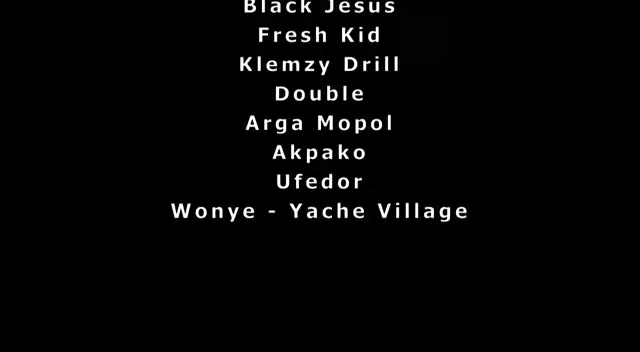 Black Jesus
Fresh Kid
Klemzy Drill
Double
Arga Mopol
Akpako
Ufedor
Wonye - Yache Village